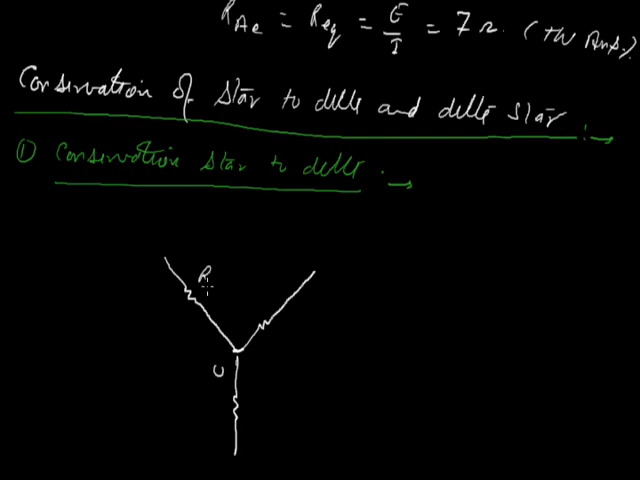 R_Ae = R_eq = E/I = 7 Ω. (the Ans.)
Conservation of star to delta and delta star :→
① Conservation star to delta . →
R
O